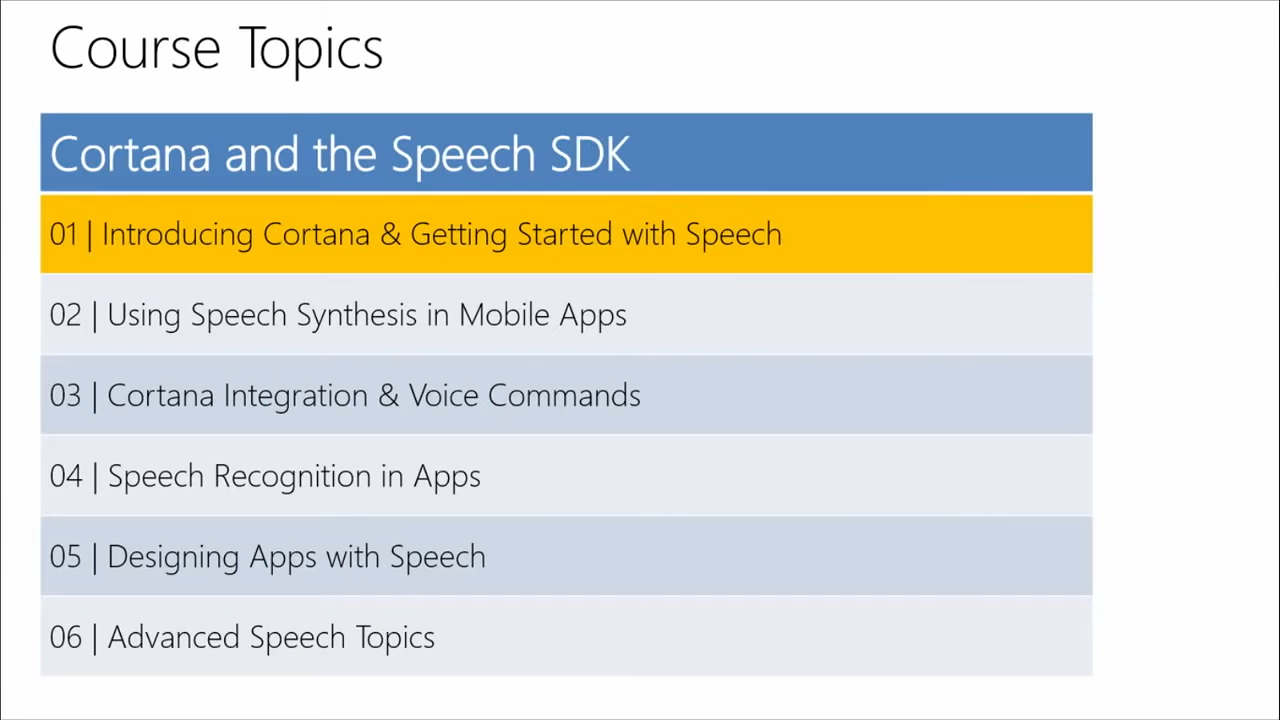 Course Topics
Cortana and the Speech SDK
01 | Introducing Cortana & Getting Started with Speech
02 | Using Speech Synthesis in Mobile Apps
03 | Cortana Integration & Voice Commands
04 | Speech Recognition in Apps
05 | Designing Apps with Speech
06 | Advanced Speech Topics